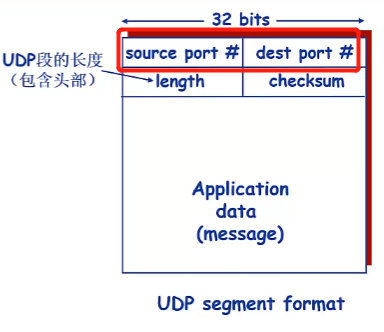 32 bits
source port # dest port #
UDP段的长度
(包含头部)
length checksum
Application
data
(message)
UDP segment format